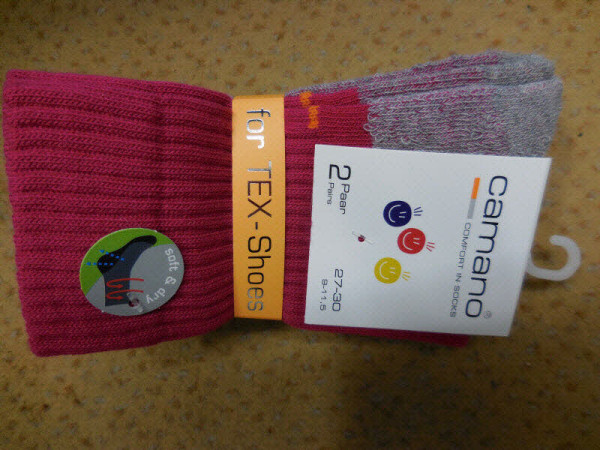 camano®
COMFORT IN SOCKS
2 Paar
Pairs
27-30
9-11,5
for TEX-Shoes
soft & dry